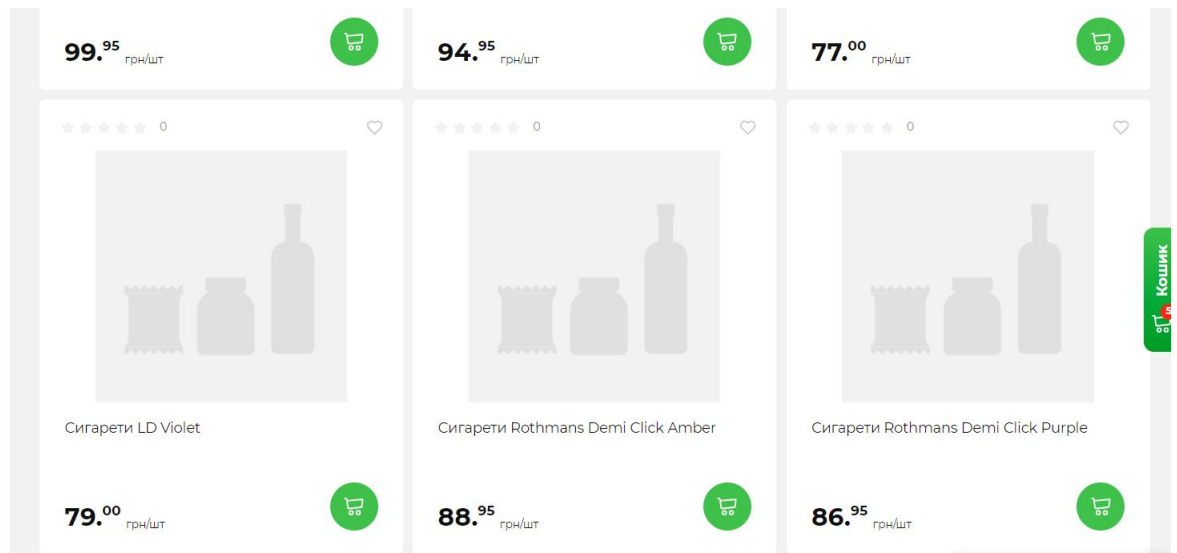 99.95 грн/шт
94.95 грн/шт
77.00 грн/шт
0
0
0
Сигарети LD Violet
Сигарети Rothmans Demi Click Amber
Сигарети Rothmans Demi Click Purple
79.00 грн/шт
88.95 грн/шт
86.95 грн/шт
Кошик
5